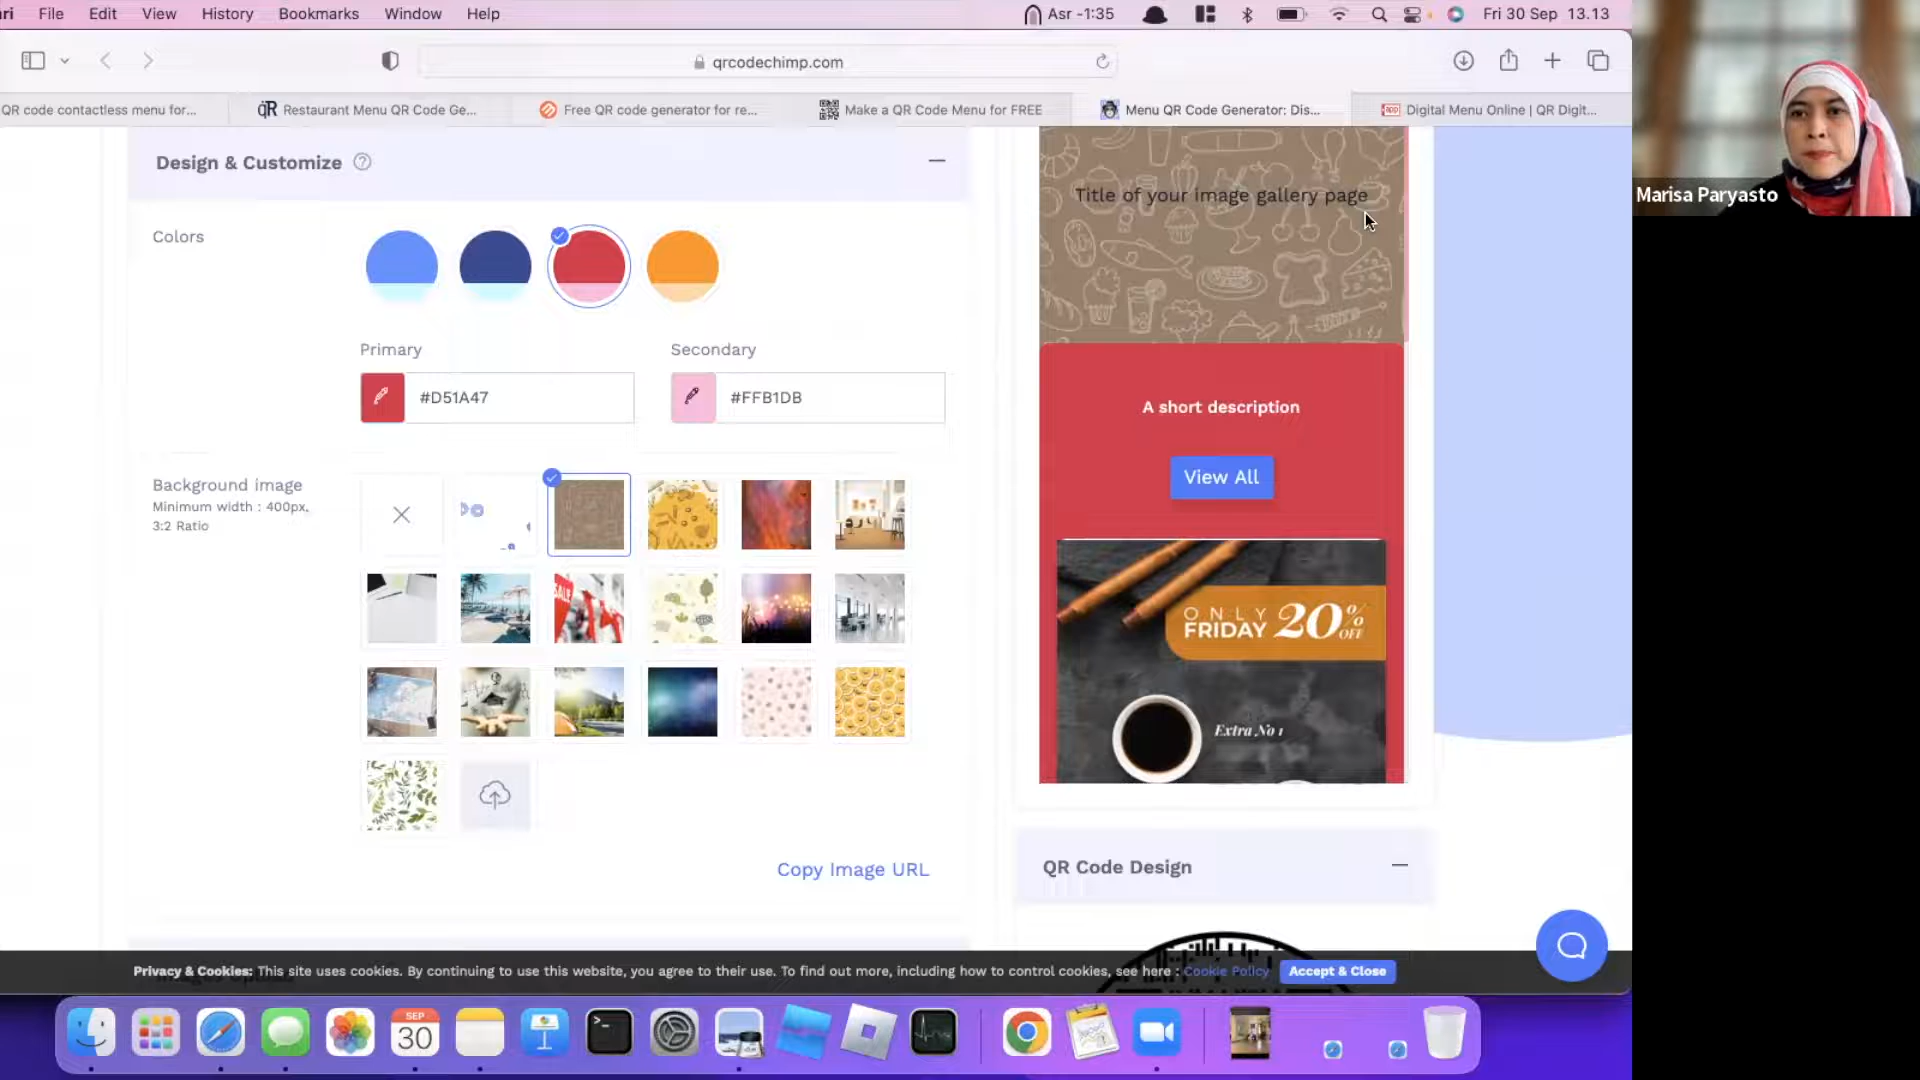 ri File Edit View History Bookmarks Window Help Asr -1:35 Fri 30 Sep 13.13
qrcodechimp.com
QR code contactless menu for... Restaurant Menu QR Code Ge... Free QR code generator for re... Make a QR Code Menu for FREE Menu QR Code Generator: Dis... Digital Menu Online | QR Digit...
Design & Customize
Colors
Primary Secondary
#D51A47 #FFB1DB
Background image
Minimum width : 400px,
3:2 Ratio
SALE
Copy Image URL
Title of your image gallery page
A short description
View All
ONLY
FRIDAY 20% OFF
Extra No 1
QR Code Design
Privacy & Cookies: This site uses cookies. By continuing to use this website, you agree to their use. To find out more, including how to control cookies, see here : Cookie Policy Accept & Close
SEP
30
Marisa Paryasto